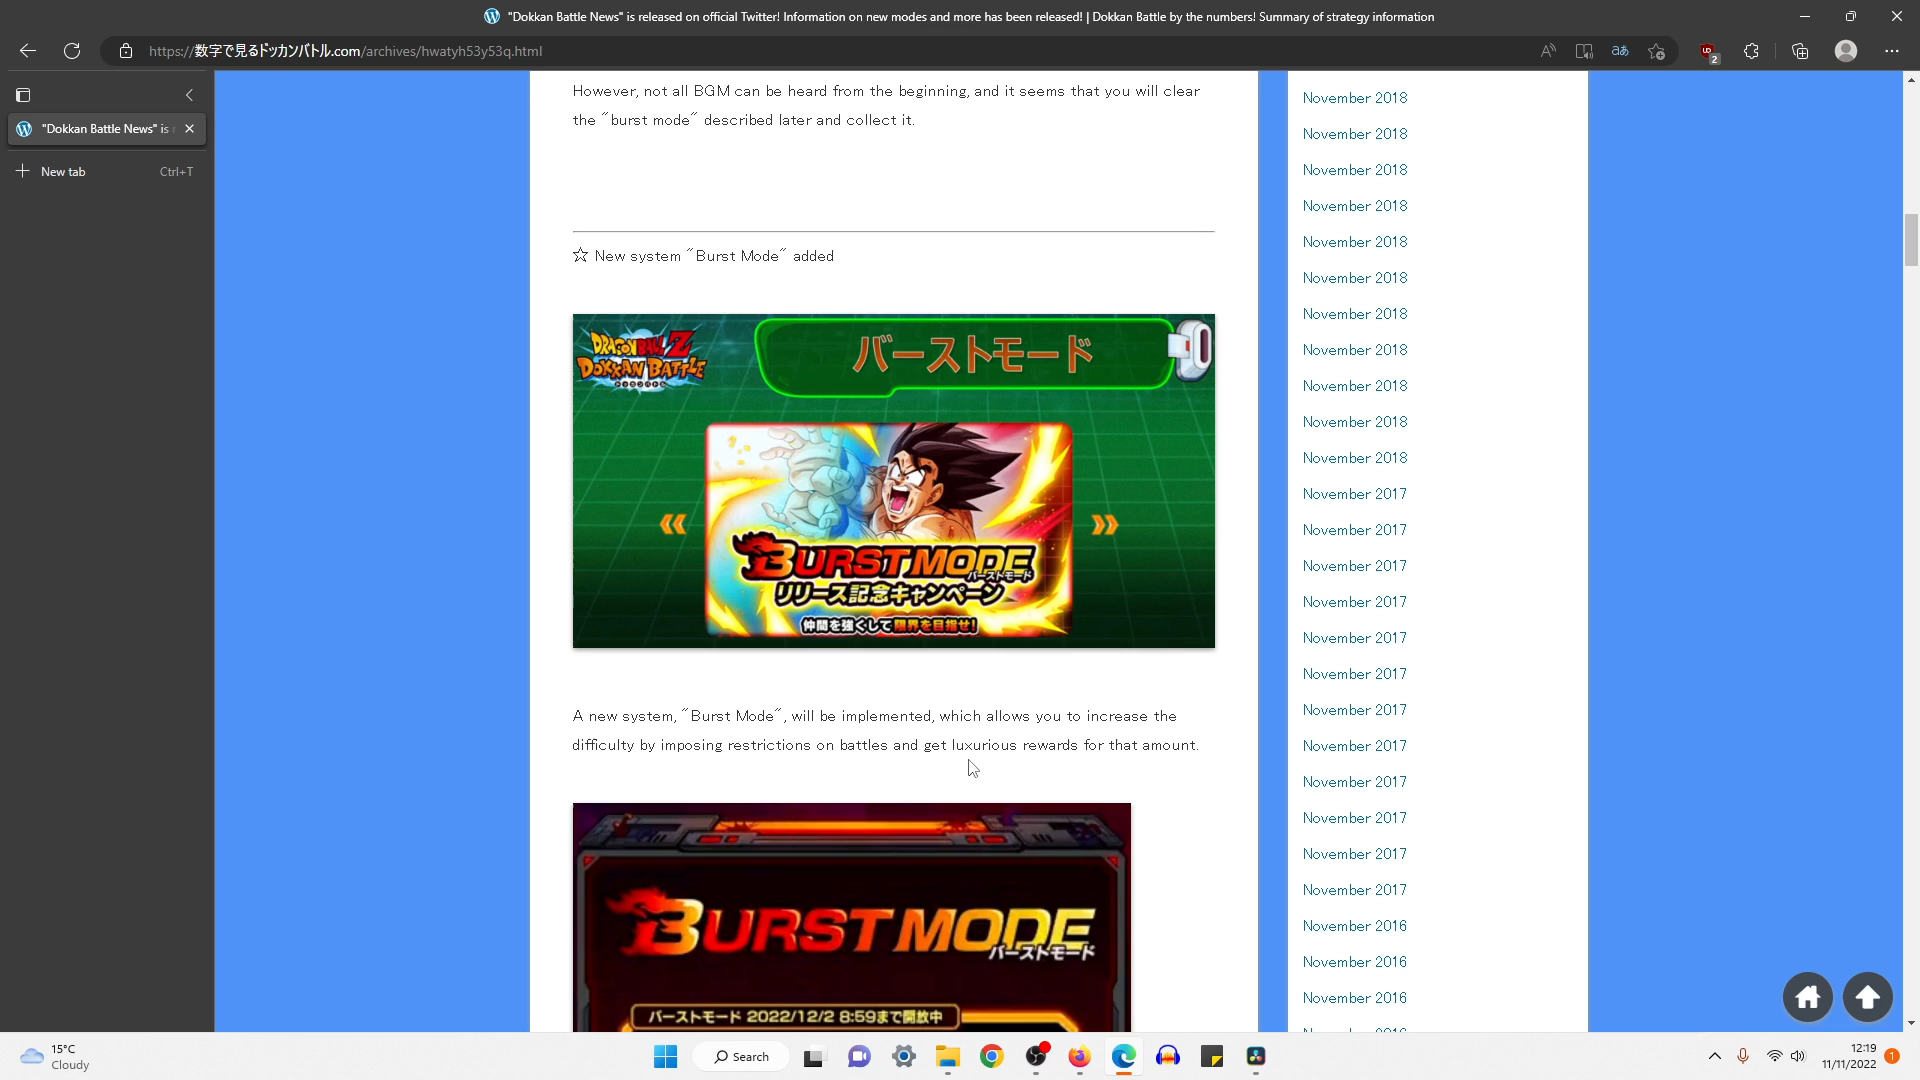 "Dokkan Battle News" is released on official Twitter! Information on new modes and more has been released! | Dokkan Battle by the numbers! Summary of strategy information
https://数字で見るドッカンバトル.com/archives/hwatyh53y53q.html
2
"Dokkan Battle News" is
New tab Ctrl+T
However, not all BGM can be heard from the beginning, and it seems that you will clear
the ˝burst mode˝ described later and collect it.
☆ New system ˝Burst Mode˝ added
DRAGONBALL Z
DOKKAN BATTLE
ドッカンバトル
バーストモード
BURST MODE
バーストモード
リリース記念キャンペーン
仲間を強くして限界を目指せ!
A new system, ˝Burst Mode˝, will be implemented, which allows you to increase the
difficulty by imposing restrictions on battles and get luxurious rewards for that amount.
BURST MODE
バーストモード
バーストモード 2022/12/2 8:59まで開放中
November 2018
November 2018
November 2018
November 2018
November 2018
November 2018
November 2018
November 2018
November 2018
November 2018
November 2018
November 2017
November 2017
November 2017
November 2017
November 2017
November 2017
November 2017
November 2017
November 2017
November 2017
November 2017
November 2017
November 2016
November 2016
November 2016
15°C
Cloudy
Search
12:19
11/11/2022
1